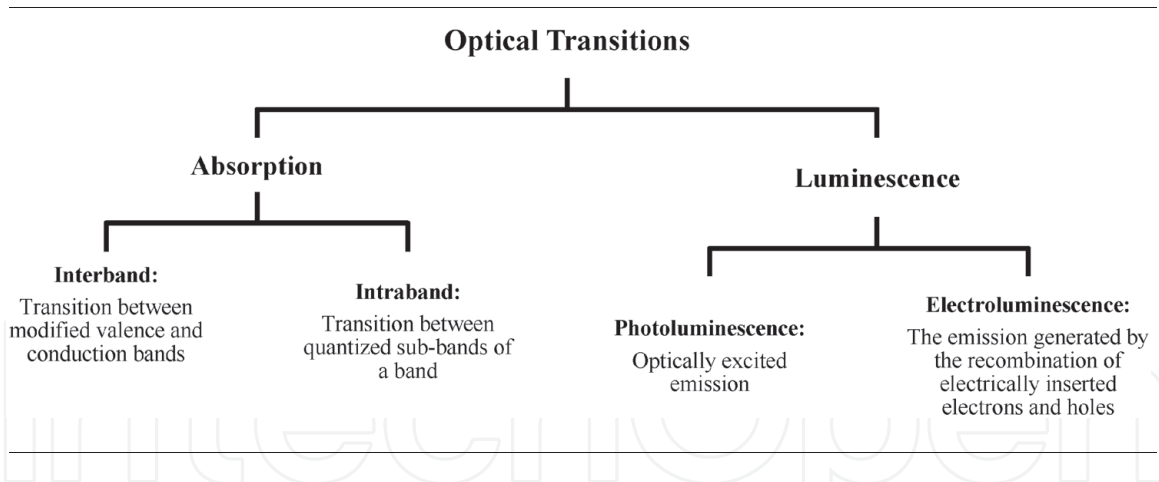 Optical Transitions
Absorption
Luminescence
Interband:
Transition between
modified valence and
conduction bands
Intraband:
Transition between
quantized sub-bands of
a band
Photoluminescence:
Optically excited
emission
Electroluminescence:
The emission generated by
the recombination of
electrically inserted
electrons and holes
IntechOpen